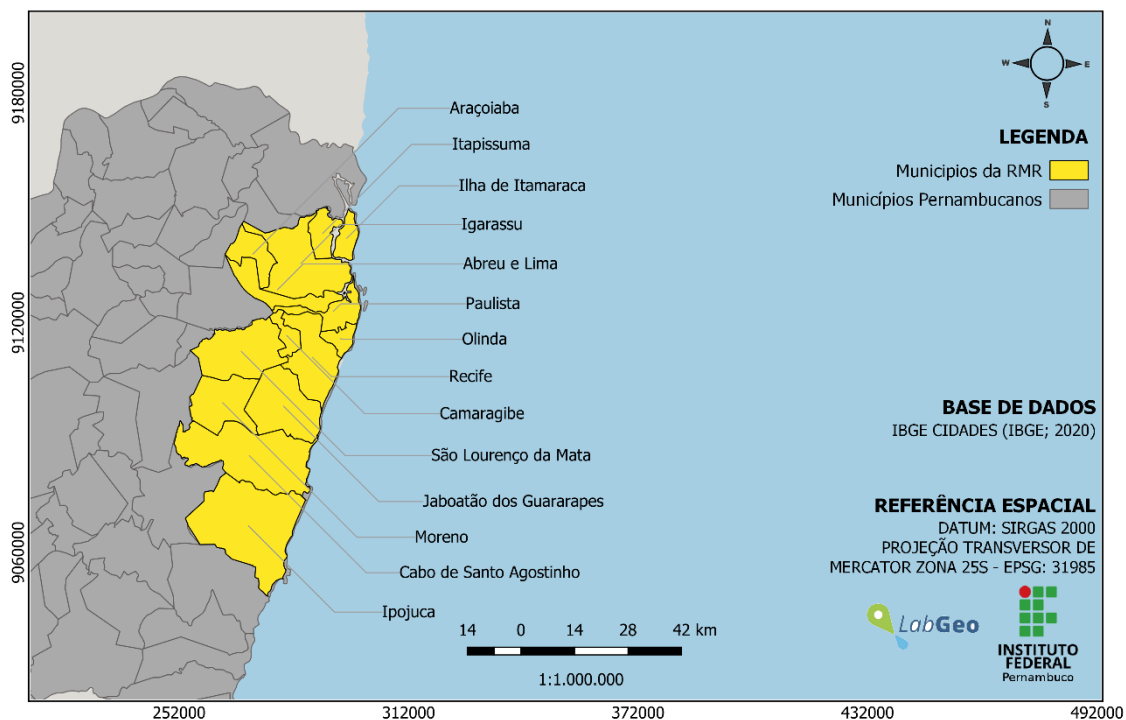 N
W
E
S
LEGENDA
Municipios da RMR
Municípios Pernambucanos
Araçoiaba
Itapissuma
Ilha de Itamaraca
Igarassu
Abreu e Lima
Paulista
Olinda
Recife
Camaragibe
São Lourenço da Mata
Jaboatão dos Guararapes
Moreno
Cabo de Santo Agostinho
Ipojuca
BASE DE DADOS
IBGE CIDADES (IBGE; 2020)
REFERÊNCIA ESPACIAL
DATUM: SIRGAS 2000
PROJEÇÃO TRANSVERSOR DE
MERCATOR ZONA 25S - EPSG: 31985
LabGeo
INSTITUTO
FEDERAL
Pernambuco
14 0 14 28 42 km
1:1.000.000
9180000
9120000
9060000
252000 312000 372000 432000 492000